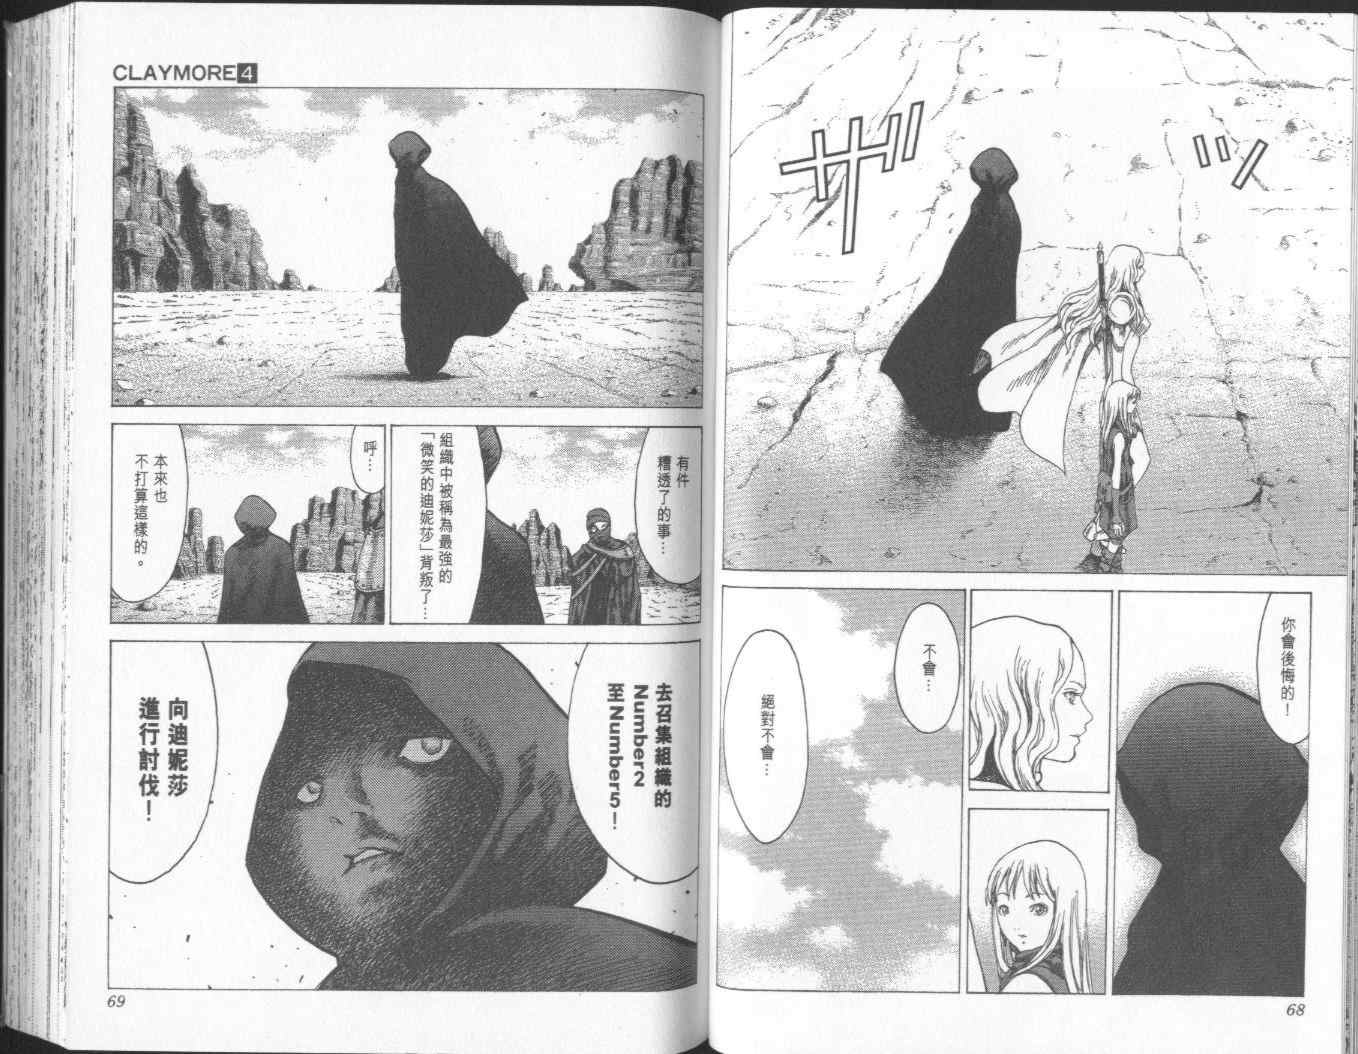 ザッ
ザッ
你會後悔的！
不會…
絕對不會…
68
CLAYMORE 4
有件
糟透了的事…
組織中被稱為最強的
「微笑的迪妮莎」背叛了…
呼…
本來也
不打算這樣的。
去召集組織的
Number2
至Number5！
向迪妮莎
進行討伐！
69